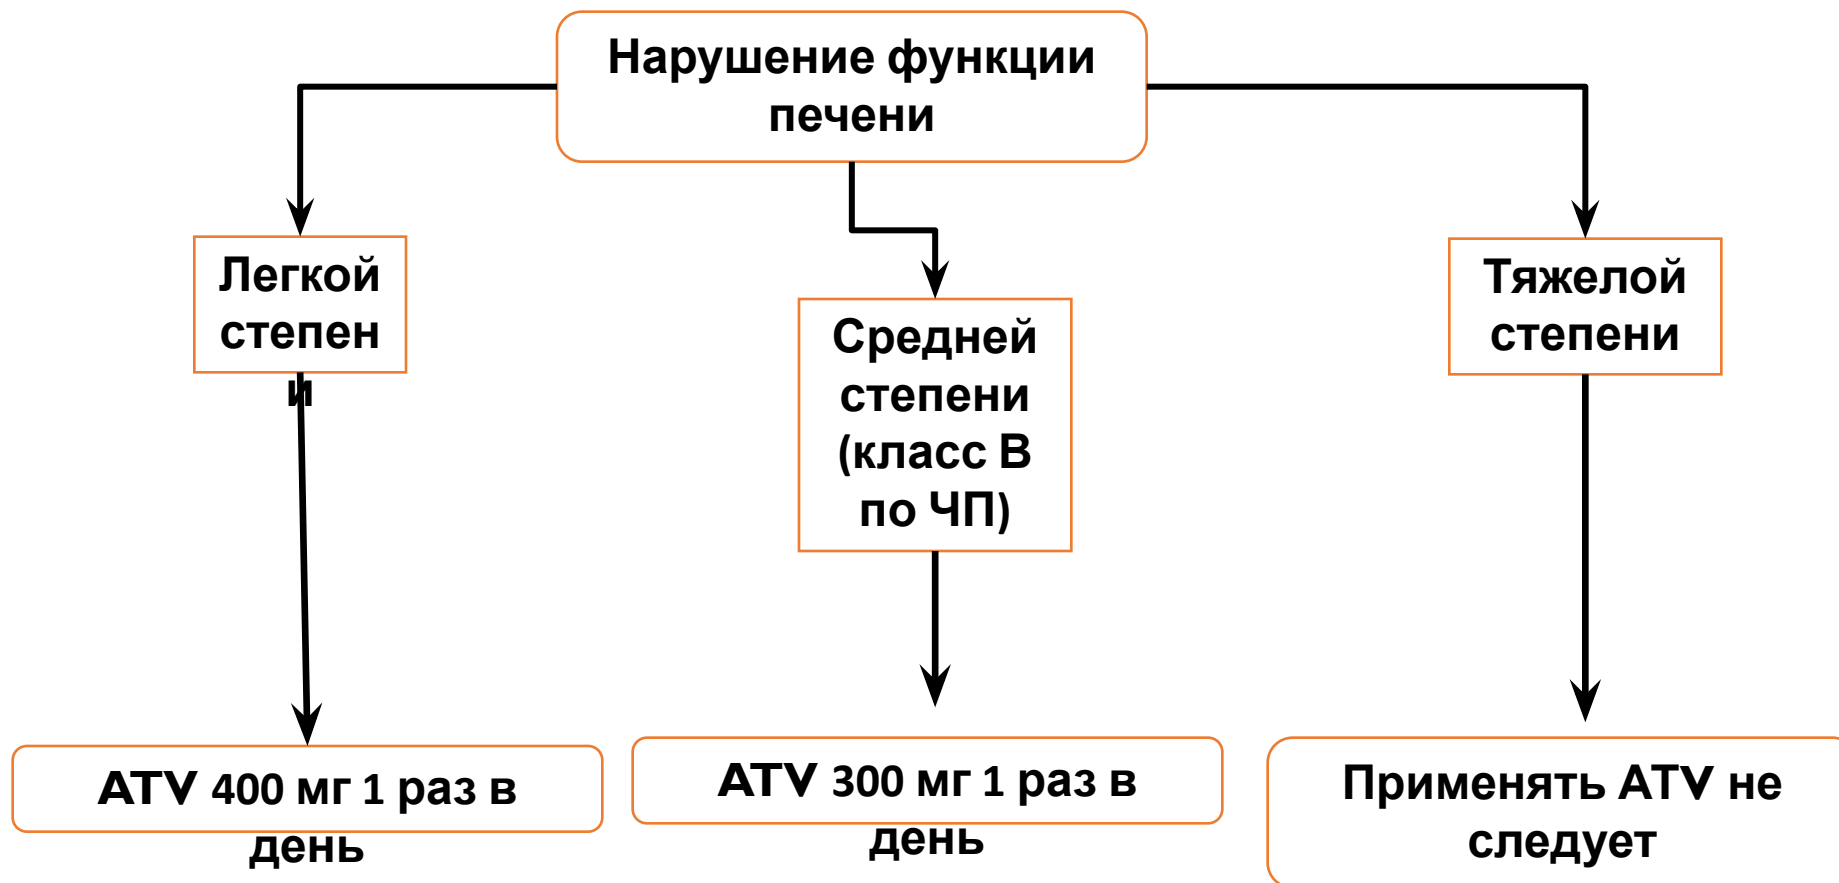 Нарушение функции
печени
Легкой
степен
и
Средней
степени
(класс В
по ЧП)
Тяжелой
степени
ATV 400 мг 1 раз в
день
ATV 300 мг 1 раз в
день
Применять ATV не
следует